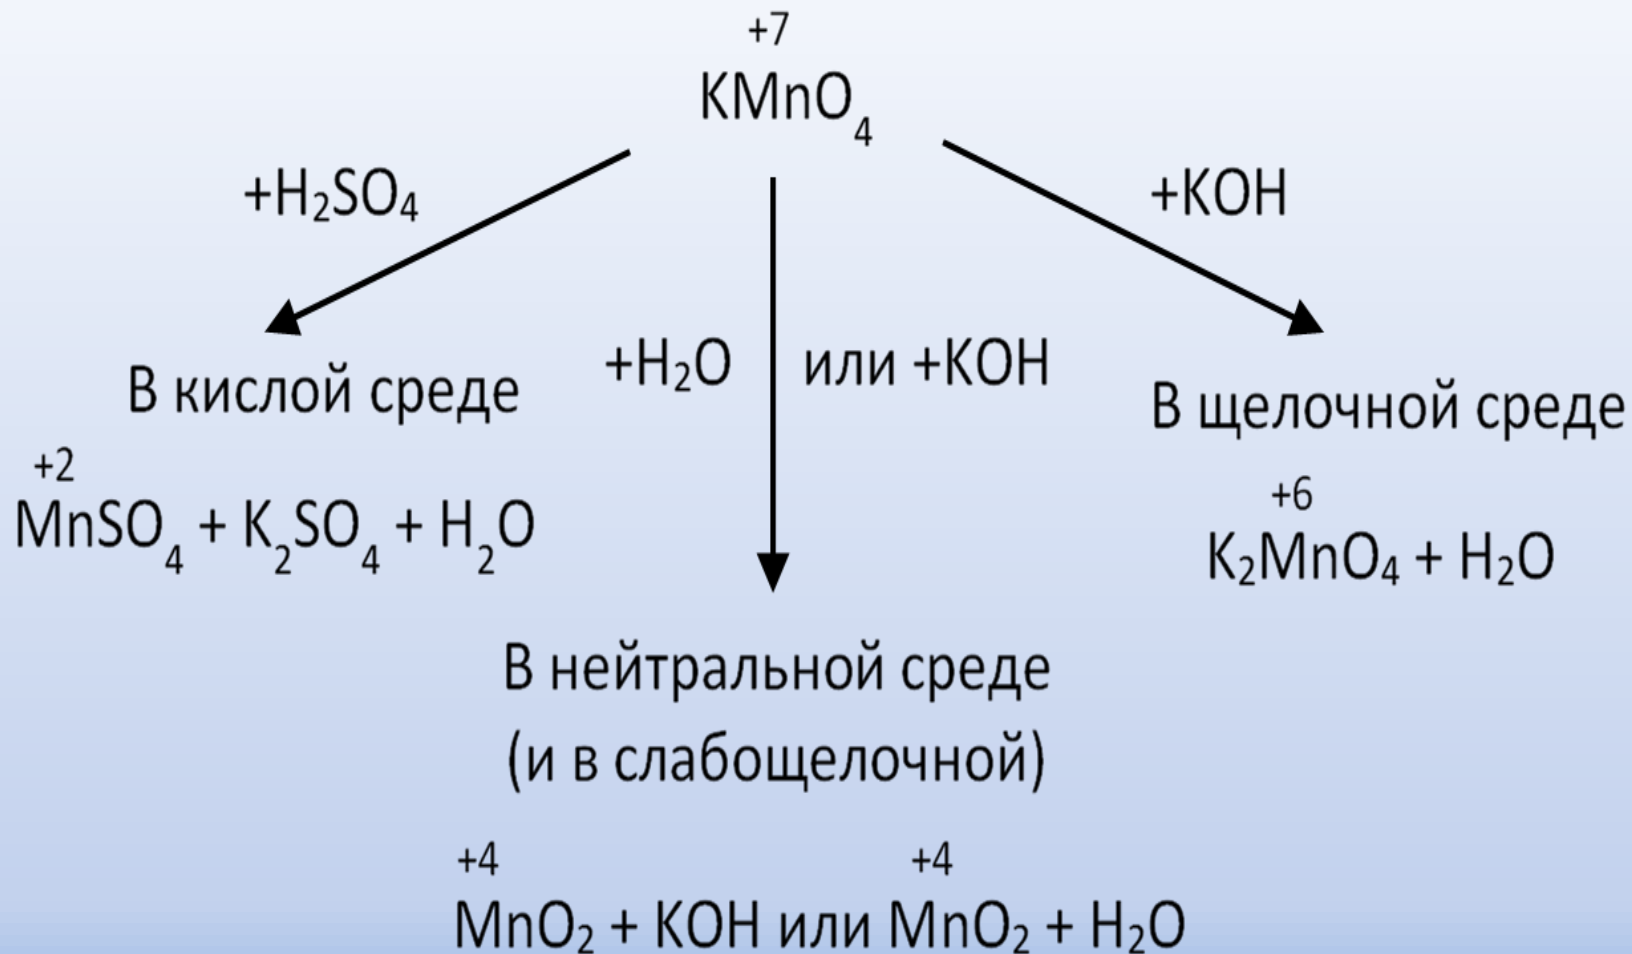 +7
KMnO₄
+H₂SO₄
+KOH
+H₂O или +KOH
В кислой среде
+2
MnSO₄ + K₂SO₄ + H₂O
В щелочной среде
+6
K₂MnO₄ + H₂O
В нейтральной среде
(и в слабощелочной)
+4 +4
MnO₂ + KOH или MnO₂ + H₂O